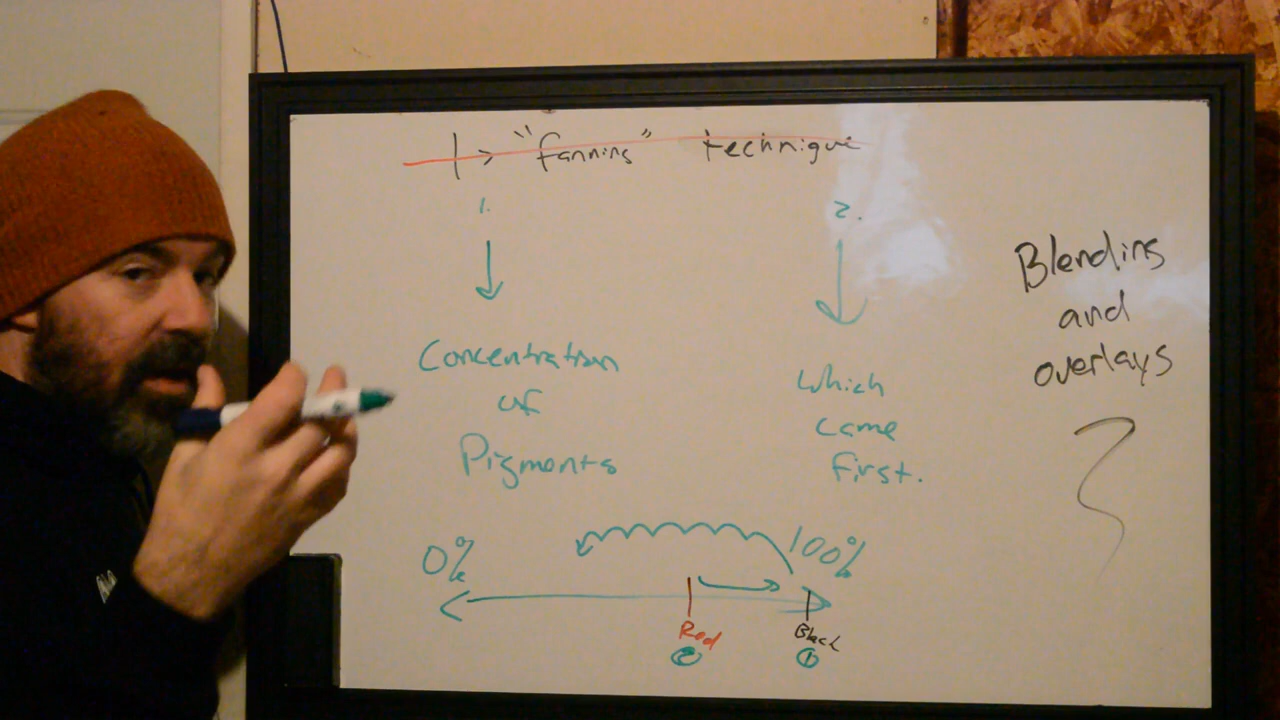 1 > "fanning" technique
1.
2.
Concentration
of
Pigments
Which
came
first.
Blending
and
overlays
0%
100%
Red
Black
2
1